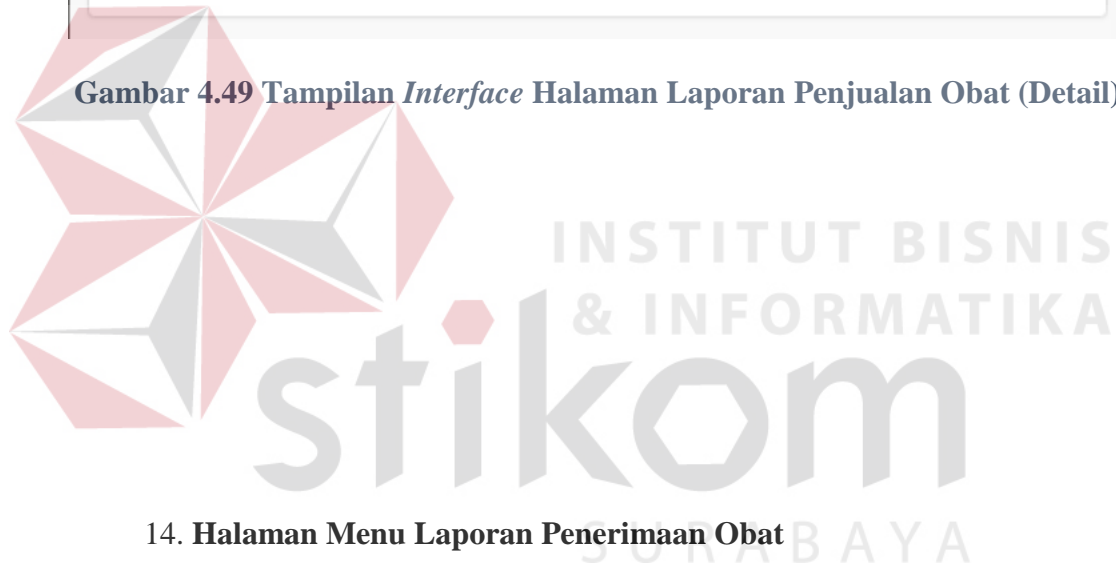 Gambar 4.49 Tampilan Interface Halaman Laporan Penjualan Obat (Detail)
INSTITUT BISNIS
& INFORMATIKA
stikom
SURABAYA
14. Halaman Menu Laporan Penerimaan Obat